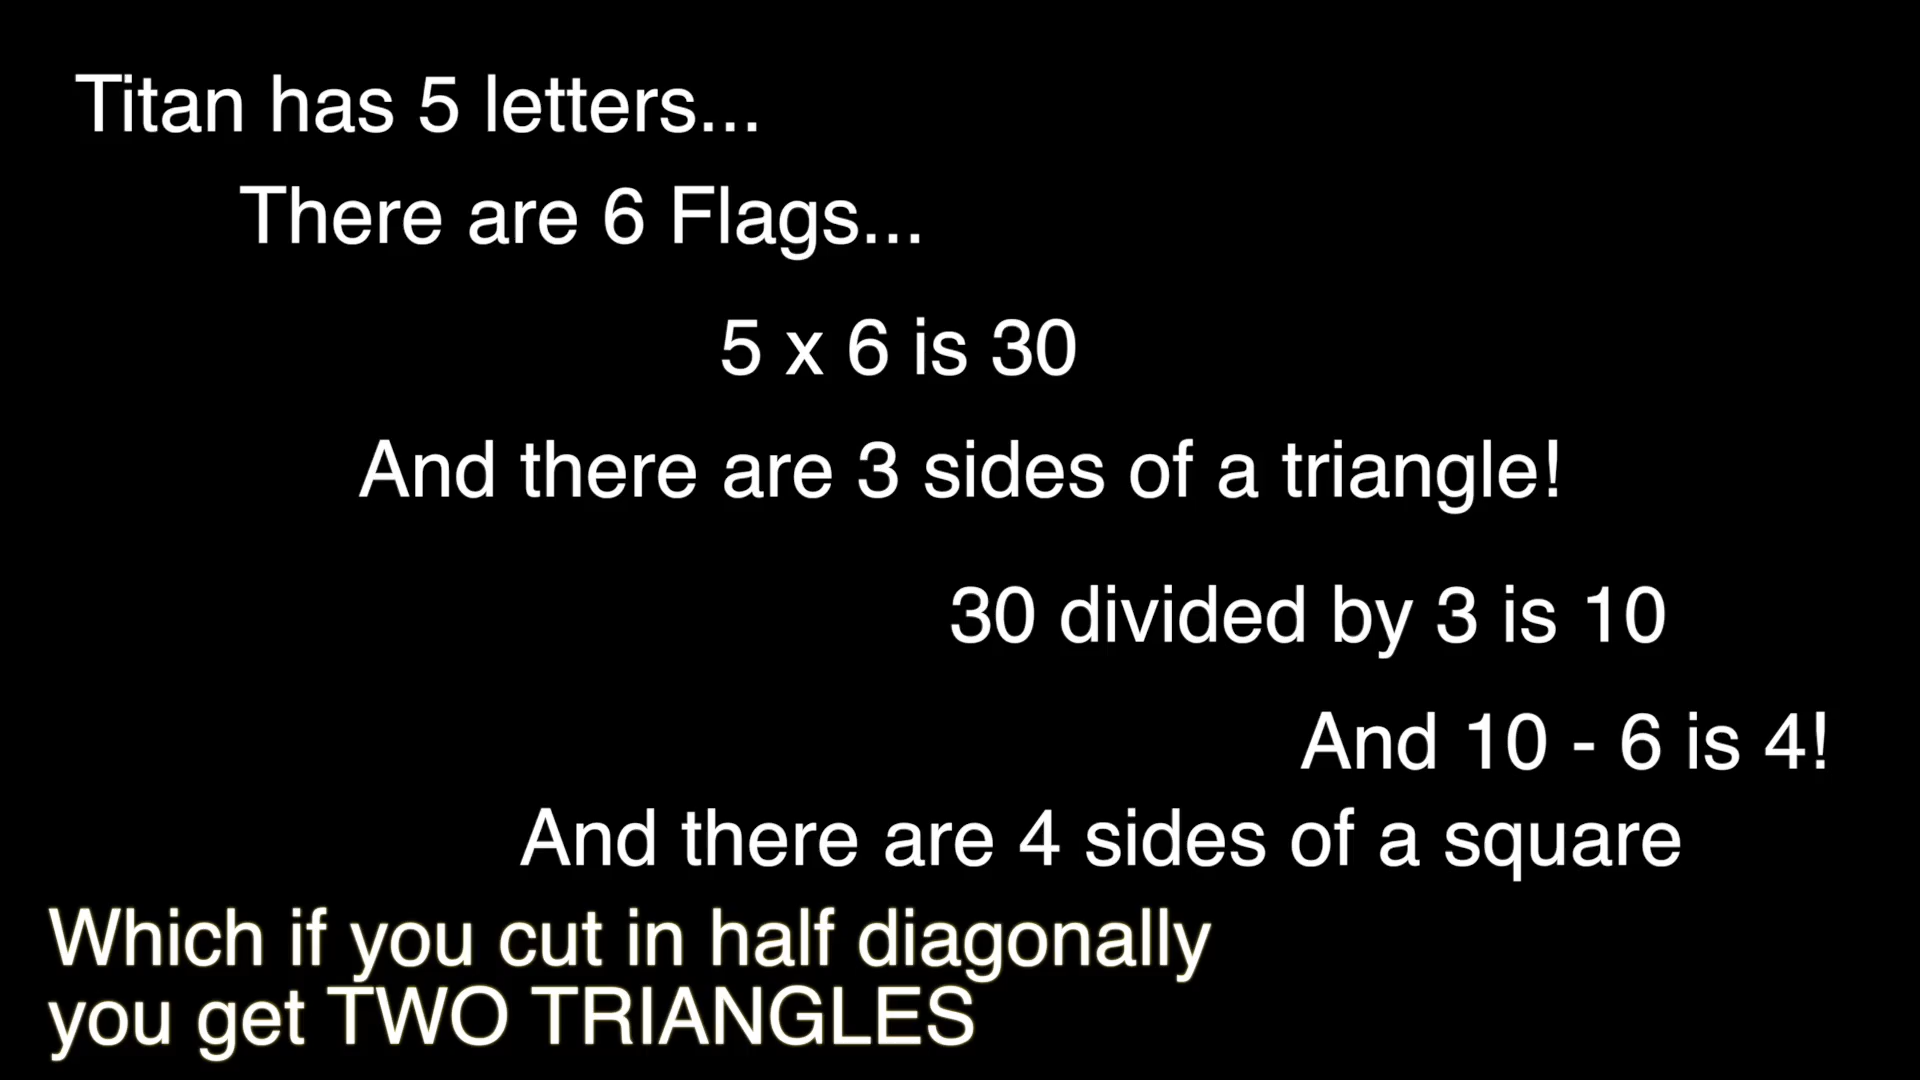 Titan has 5 letters...
There are 6 Flags...
5 x 6 is 30
And there are 3 sides of a triangle!
30 divided by 3 is 10
And 10 - 6 is 4!
And there are 4 sides of a square
Which if you cut in half diagonally
you get TWO TRIANGLES